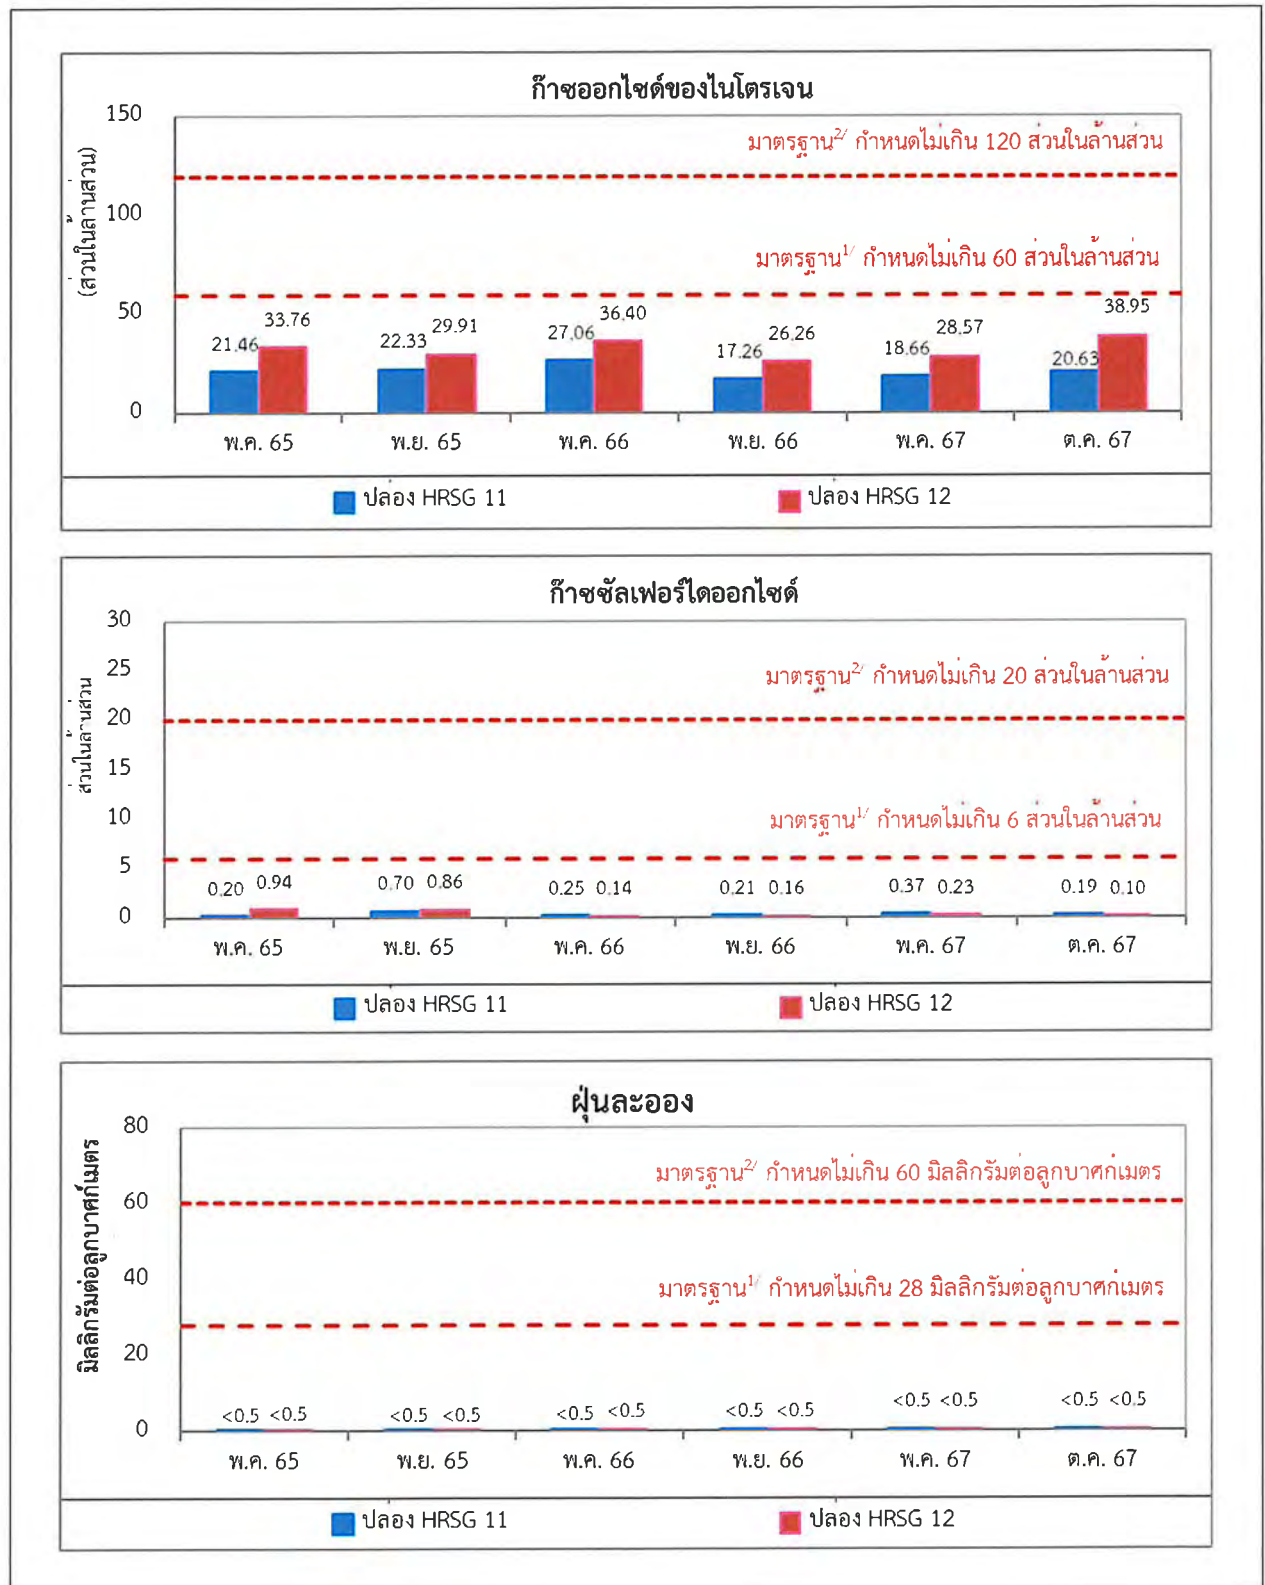 ก๊าซออกไซด์ของไนโตรเจน
(ส่วนในล้านส่วน)
150
100
50
0
มาตรฐาน2/ กำหนดไม่เกิน 120 ส่วนในล้านส่วน
มาตรฐาน1/ กำหนดไม่เกิน 60 ส่วนในล้านส่วน
21.46 33.76 22.33 29.91 27.06 36.40 17.26 26.26 18.66 28.57 20.63 38.95
พ.ค. 65 พ.ย. 65 พ.ค. 66 พ.ย. 66 พ.ค. 67 ต.ค. 67
ปล่อง HRSG 11 ปล่อง HRSG 12
ก๊าซซัลเฟอร์ไดออกไซด์
ส่วนในล้านส่วน
30
25
20
15
10
5
0
มาตรฐาน2/ กำหนดไม่เกิน 20 ส่วนในล้านส่วน
มาตรฐาน1/ กำหนดไม่เกิน 6 ส่วนในล้านส่วน
0.20 0.94 0.70 0.86 0.25 0.14 0.21 0.16 0.37 0.23 0.19 0.10
พ.ค. 65 พ.ย. 65 พ.ค. 66 พ.ย. 66 พ.ค. 67 ต.ค. 67
ปล่อง HRSG 11 ปล่อง HRSG 12
ฝุ่นละออง
มิลลิกรัมต่อลูกบาศก์เมตร
80
60
40
20
0
มาตรฐาน2/ กำหนดไม่เกิน 60 มิลลิกรัมต่อลูกบาศก์เมตร
มาตรฐาน1/ กำหนดไม่เกิน 28 มิลลิกรัมต่อลูกบาศก์เมตร
<0.5 <0.5 <0.5 <0.5 <0.5 <0.5 <0.5 <0.5 <0.5 <0.5 <0.5 <0.5
พ.ค. 65 พ.ย. 65 พ.ค. 66 พ.ย. 66 พ.ค. 67 ต.ค. 67
ปล่อง HRSG 11 ปล่อง HRSG 12